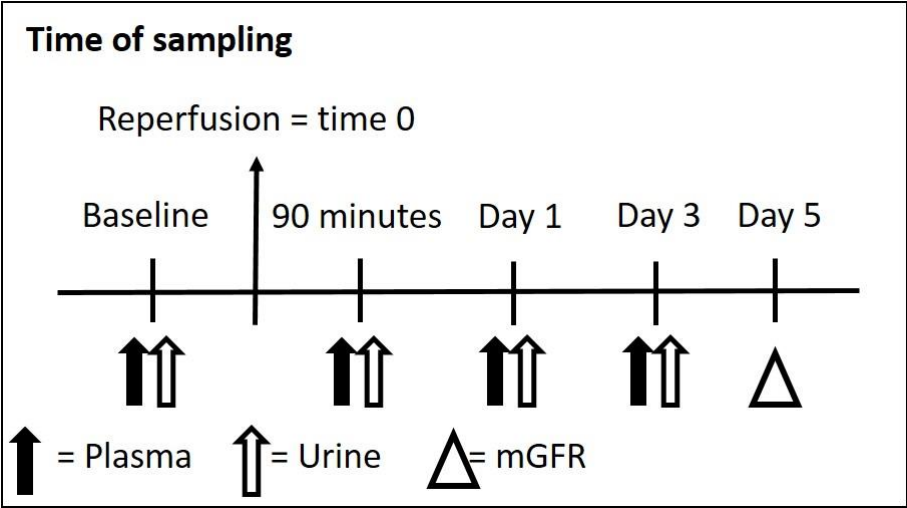 Time of sampling
Reperfusion = time 0
Baseline 90 minutes Day 1 Day 3 Day 5
= Plasma = Urine = mGFR